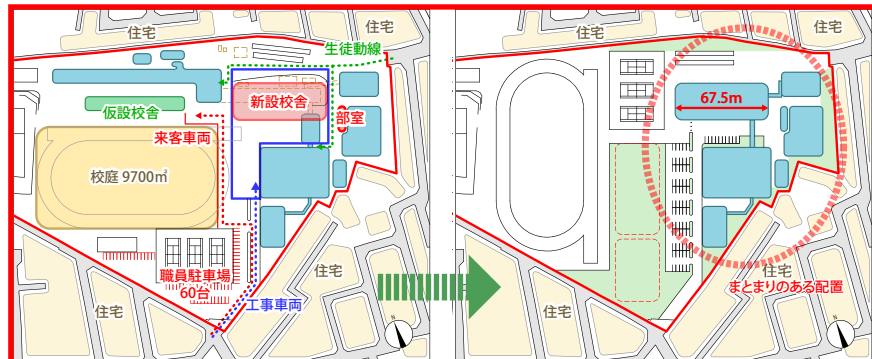 住宅
住宅
生徒動線
新設校舎
仮設校舎
部室
来客車両
校庭 9700㎡
職員駐車場
60台
工事車両
住宅
住宅
N
住宅
住宅
67.5m
住宅
まとまりのある配置
住宅
N